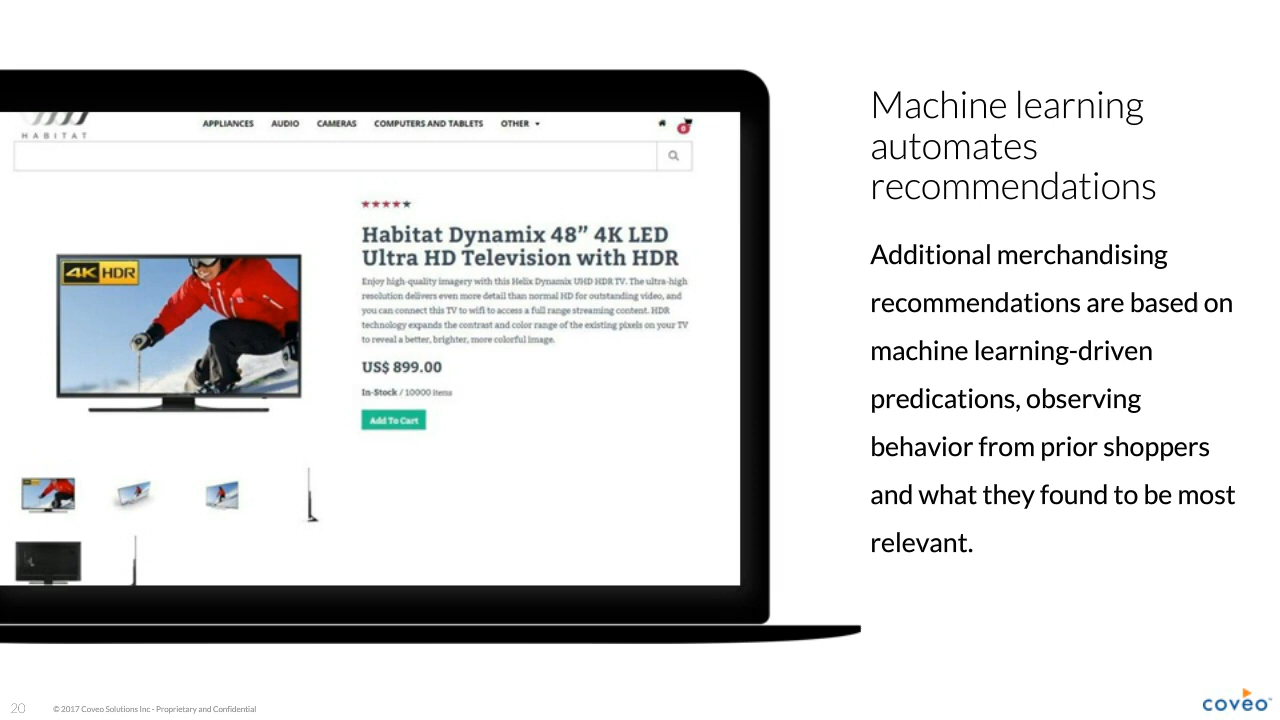 HABITAT
APPLIANCES AUDIO CAMERAS COMPUTERS AND TABLETS OTHER
0
Habitat Dynamix 48” 4K LED
Ultra HD Television with HDR
4K HDR
Enjoy high-quality imagery with this Helix Dynamix UHD HDR TV. The ultra-high
resolution delivers even more detail than normal HD for outstanding video, and
you can connect this TV to wifi to access a full range streaming content. HDR
technology expands the contrast and color range of the existing pixels on your TV
to reveal a better, brighter, more colorful image.
US$ 899.00
In-Stock / 10000 items
Add To Cart
Machine learning
automates
recommendations
Additional merchandising
recommendations are based on
machine learning-driven
predications, observing
behavior from prior shoppers
and what they found to be most
relevant.
20
© 2017 Coveo Solutions Inc - Proprietary and Confidential
coveo™